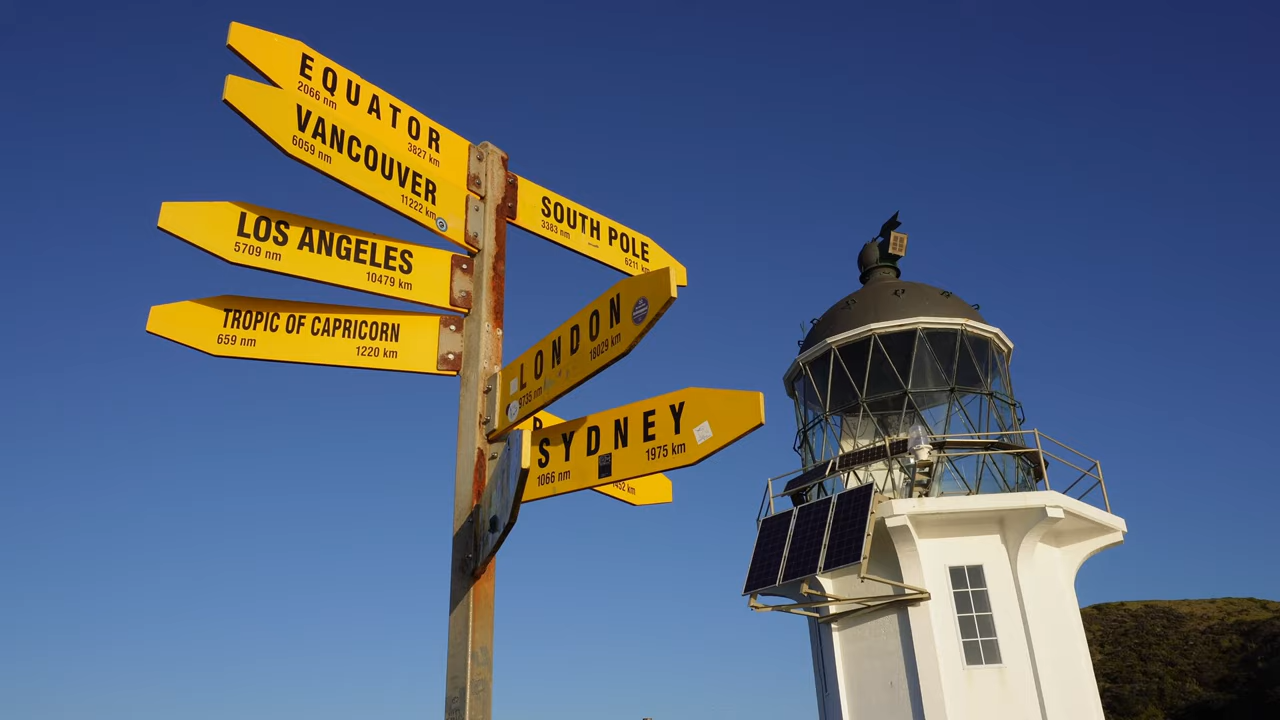 EQUATOR
2066 nm
3827 km
VANCOUVER
6059 nm
11222 km
SOUTH POLE
3383 nm
6211 km
LOS ANGELES
5709 nm
10479 km
LONDON
9735 nm
18029 km
TROPIC OF CAPRICORN
659 nm
1220 km
SYDNEY
1066 nm
1975 km